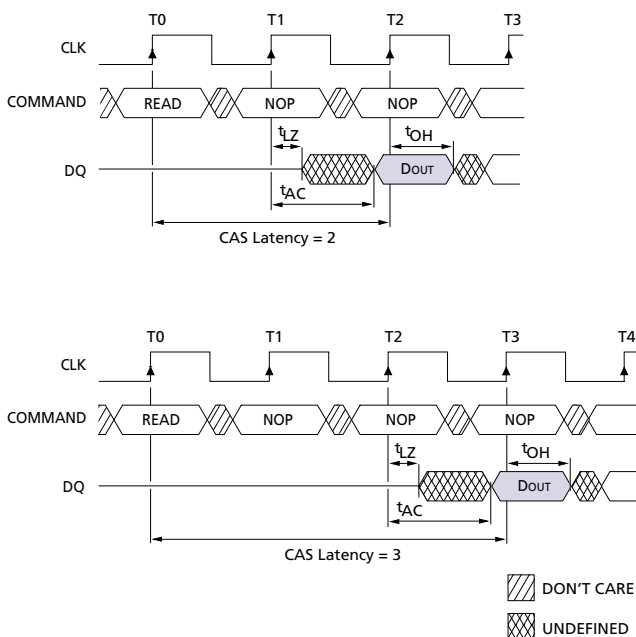 T0 T1 T2 T3
CLK
COMMAND READ NOP NOP
tLZ tOH
DQ DOUT
tAC
CAS Latency = 2
T0 T1 T2 T3 T4
CLK
COMMAND READ NOP NOP NOP
tLZ tOH
DQ DOUT
tAC
CAS Latency = 3
DON'T CARE
UNDEFINED